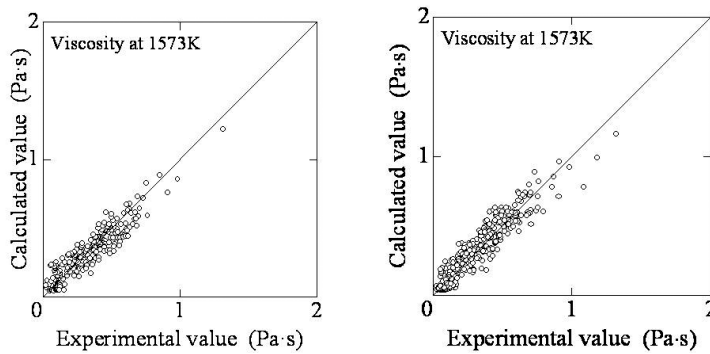 2
Viscosity at 1573K
Calculated value (Pa·s)
1
0
1
2
Experimental value (Pa·s)
2
Viscosity at 1573K
Calculated value (Pa·s)
1
0
1
2
Experimental value (Pa·s)